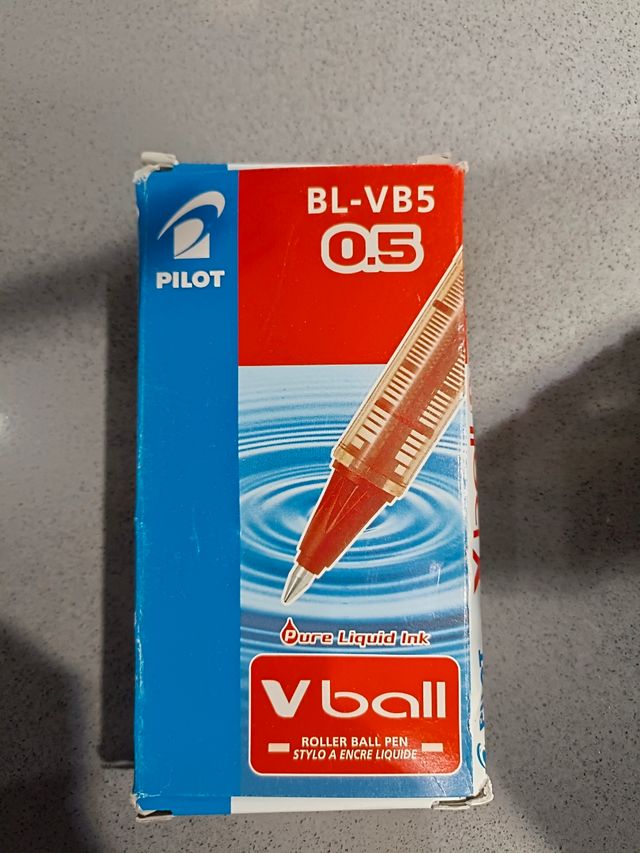 PILOT
BL-VB5
0.5
Pure Liquid Ink
V ball
ROLLER BALL PEN
STYLO A ENCRE LIQUIDE